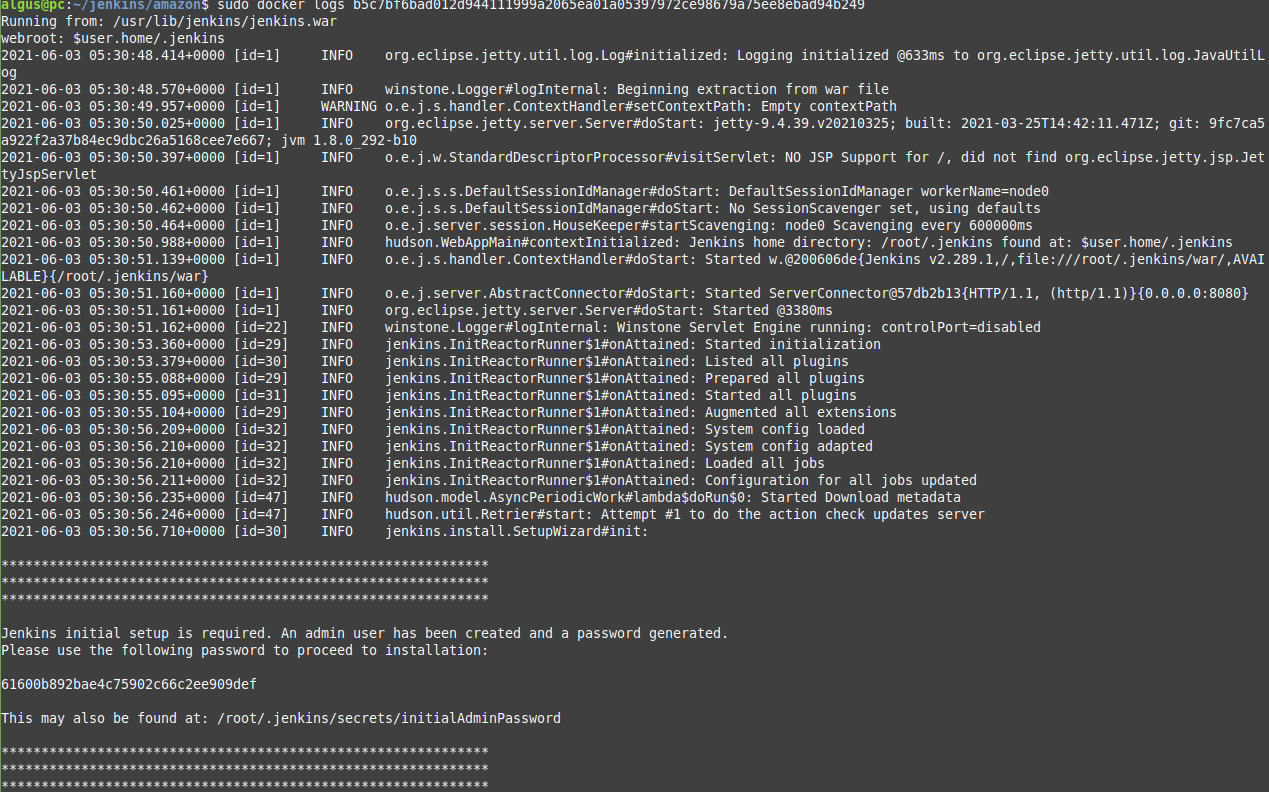 algus@pc:~/jenkins/amazon$ sudo docker logs b5c7bf6bad012d944111999a2065ea01a05397972ce98679a75ee8ebad94b249
Running from: /usr/lib/jenkins/jenkins.war
webroot: $user.home/.jenkins
2021-06-03 05:30:48.414+0000 [id=1]     INFO    org.eclipse.jetty.util.log.Log#initialized: Logging initialized @633ms to org.eclipse.jetty.util.log.JavaUtilL
og
2021-06-03 05:30:48.570+0000 [id=1]     INFO    winstone.Logger#logInternal: Beginning extraction from war file
2021-06-03 05:30:49.957+0000 [id=1]     WARNING o.e.j.s.handler.ContextHandler#setContextPath: Empty contextPath
2021-06-03 05:30:50.025+0000 [id=1]     INFO    org.eclipse.jetty.server.Server#doStart: jetty-9.4.39.v20210325; built: 2021-03-25T14:42:11.471Z; git: 9fc7ca5
a922f2a37b84ec9dbc26a5168cee7e667; jvm 1.8.0_292-b10
2021-06-03 05:30:50.397+0000 [id=1]     INFO    o.e.j.w.StandardDescriptorProcessor#visitServlet: NO JSP Support for /, did not find org.eclipse.jetty.jsp.Jet
tyJspServlet
2021-06-03 05:30:50.461+0000 [id=1]     INFO    o.e.j.s.s.DefaultSessionIdManager#doStart: DefaultSessionIdManager workerName=node0
2021-06-03 05:30:50.462+0000 [id=1]     INFO    o.e.j.s.s.DefaultSessionIdManager#doStart: No SessionScavenger set, using defaults
2021-06-03 05:30:50.464+0000 [id=1]     INFO    o.e.j.server.session.HouseKeeper#startScavenging: node0 Scavenging every 600000ms
2021-06-03 05:30:50.988+0000 [id=1]     INFO    hudson.WebAppMain#contextInitialized: Jenkins home directory: /root/.jenkins found at: $user.home/.jenkins
2021-06-03 05:30:51.139+0000 [id=1]     INFO    o.e.j.s.handler.ContextHandler#doStart: Started w.@200606de{Jenkins v2.289.1,/,file:///root/.jenkins/war/,AVAI
LABLE}{/root/.jenkins/war}
2021-06-03 05:30:51.160+0000 [id=1]     INFO    o.e.j.server.AbstractConnector#doStart: Started ServerConnector@57db2b13{HTTP/1.1, (http/1.1)}{0.0.0.0:8080}
2021-06-03 05:30:51.161+0000 [id=1]     INFO    org.eclipse.jetty.server.Server#doStart: Started @3380ms
2021-06-03 05:30:51.162+0000 [id=22]    INFO    winstone.Logger#logInternal: Winstone Servlet Engine running: controlPort=disabled
2021-06-03 05:30:53.360+0000 [id=29]    INFO    jenkins.InitReactorRunner$1#onAttained: Started initialization
2021-06-03 05:30:53.379+0000 [id=30]    INFO    jenkins.InitReactorRunner$1#onAttained: Listed all plugins
2021-06-03 05:30:55.088+0000 [id=29]    INFO    jenkins.InitReactorRunner$1#onAttained: Prepared all plugins
2021-06-03 05:30:55.095+0000 [id=31]    INFO    jenkins.InitReactorRunner$1#onAttained: Started all plugins
2021-06-03 05:30:55.104+0000 [id=29]    INFO    jenkins.InitReactorRunner$1#onAttained: Augmented all extensions
2021-06-03 05:30:56.209+0000 [id=32]    INFO    jenkins.InitReactorRunner$1#onAttained: System config loaded
2021-06-03 05:30:56.210+0000 [id=32]    INFO    jenkins.InitReactorRunner$1#onAttained: System config adapted
2021-06-03 05:30:56.210+0000 [id=32]    INFO    jenkins.InitReactorRunner$1#onAttained: Loaded all jobs
2021-06-03 05:30:56.211+0000 [id=32]    INFO    jenkins.InitReactorRunner$1#onAttained: Configuration for all jobs updated
2021-06-03 05:30:56.235+0000 [id=47]    INFO    hudson.model.AsyncPeriodicWork#lambda$doRun$0: Started Download metadata
2021-06-03 05:30:56.246+0000 [id=47]    INFO    hudson.util.Retrier#start: Attempt #1 to do the action check updates server
2021-06-03 05:30:56.710+0000 [id=30]    INFO    jenkins.install.SetupWizard#init:
*************************************************************
*************************************************************
*************************************************************
Jenkins initial setup is required. An admin user has been created and a password generated.
Please use the following password to proceed to installation:
61600b892bae4c75902c66c2ee909def
This may also be found at: /root/.jenkins/secrets/initialAdminPassword
*************************************************************
*************************************************************
*************************************************************